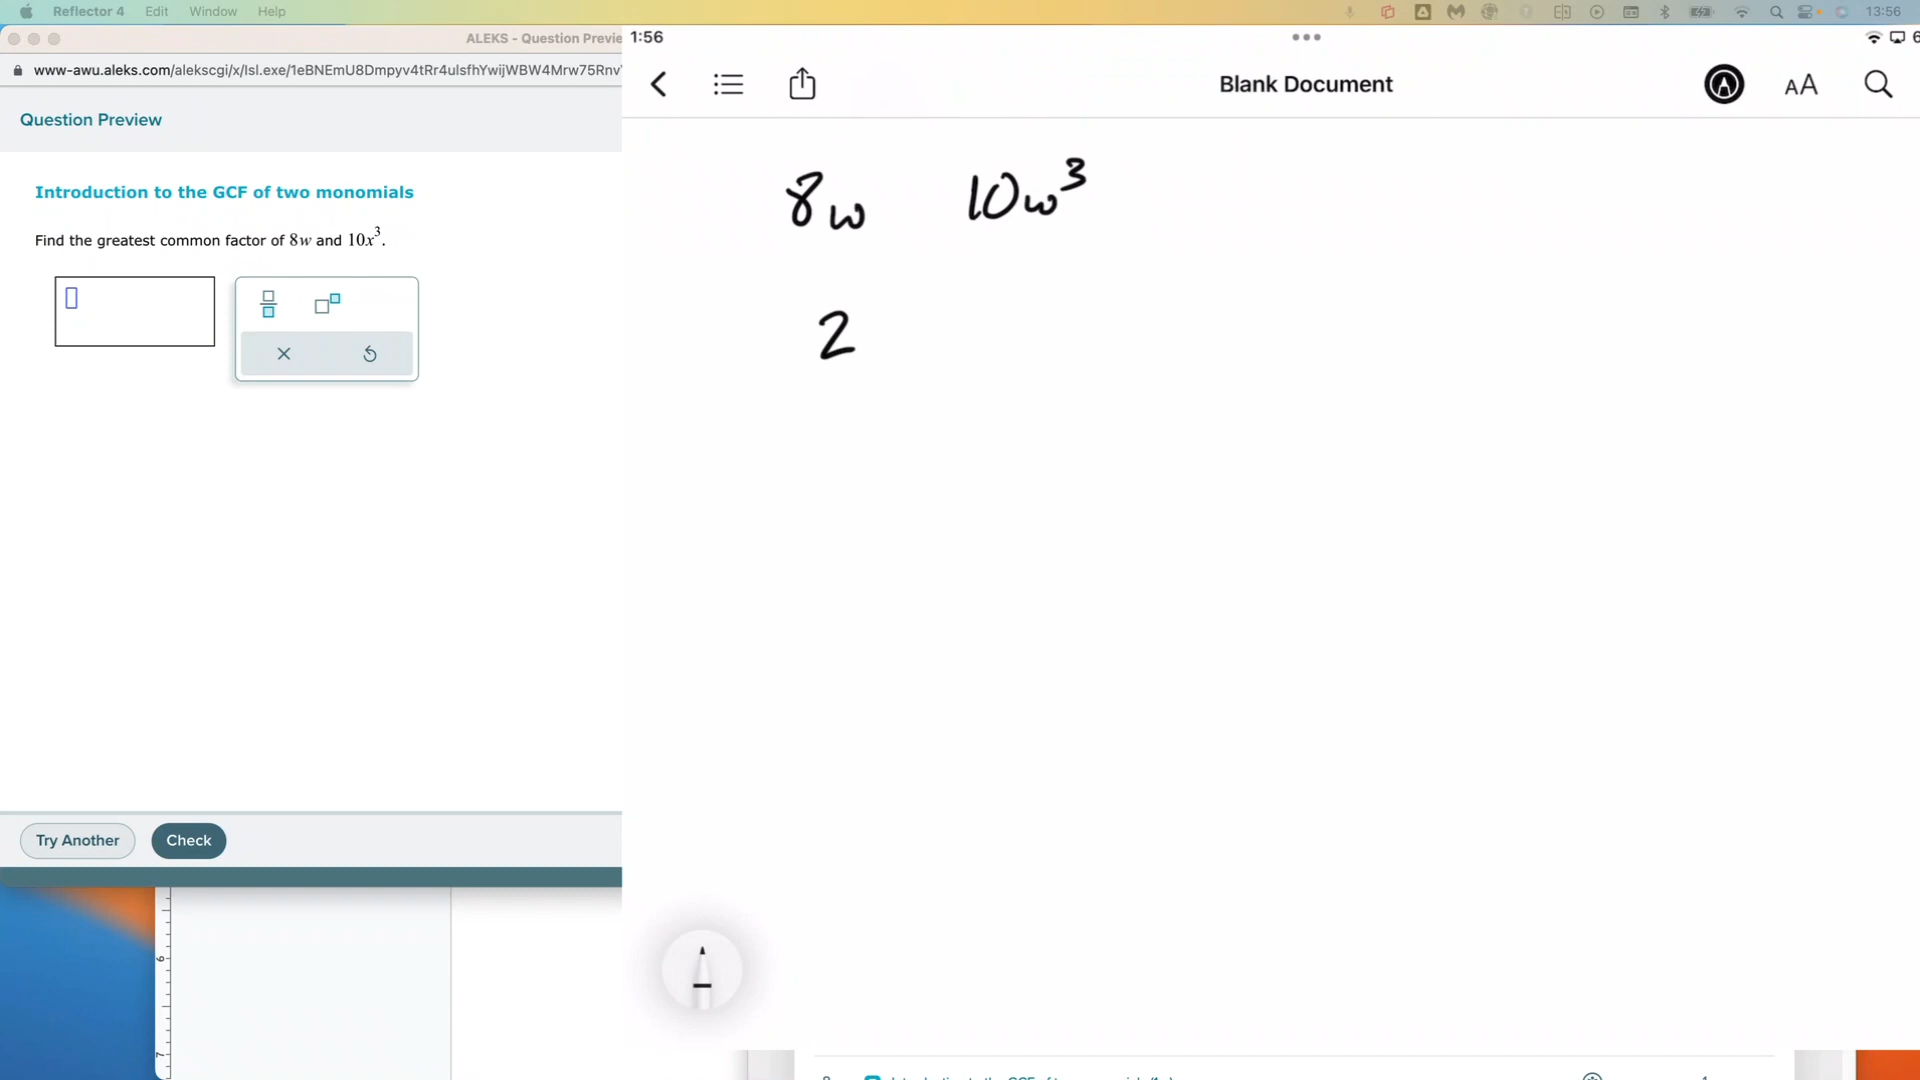 Reflector 4 Edit Window Help 13:56
ALEKS - Question Previe
www-awu.aleks.com/alekscgi/x/Isl.exe/1eBNEmU8Dmpyv4tRr4ulsfhYwijWBW4Mrw75Rnv
Question Preview
Introduction to the GCF of two monomials
Find the greatest common factor of 8w and 10x³.
Try Another Check
6
7
1:56
Blank Document
AA
8w 10w³
2